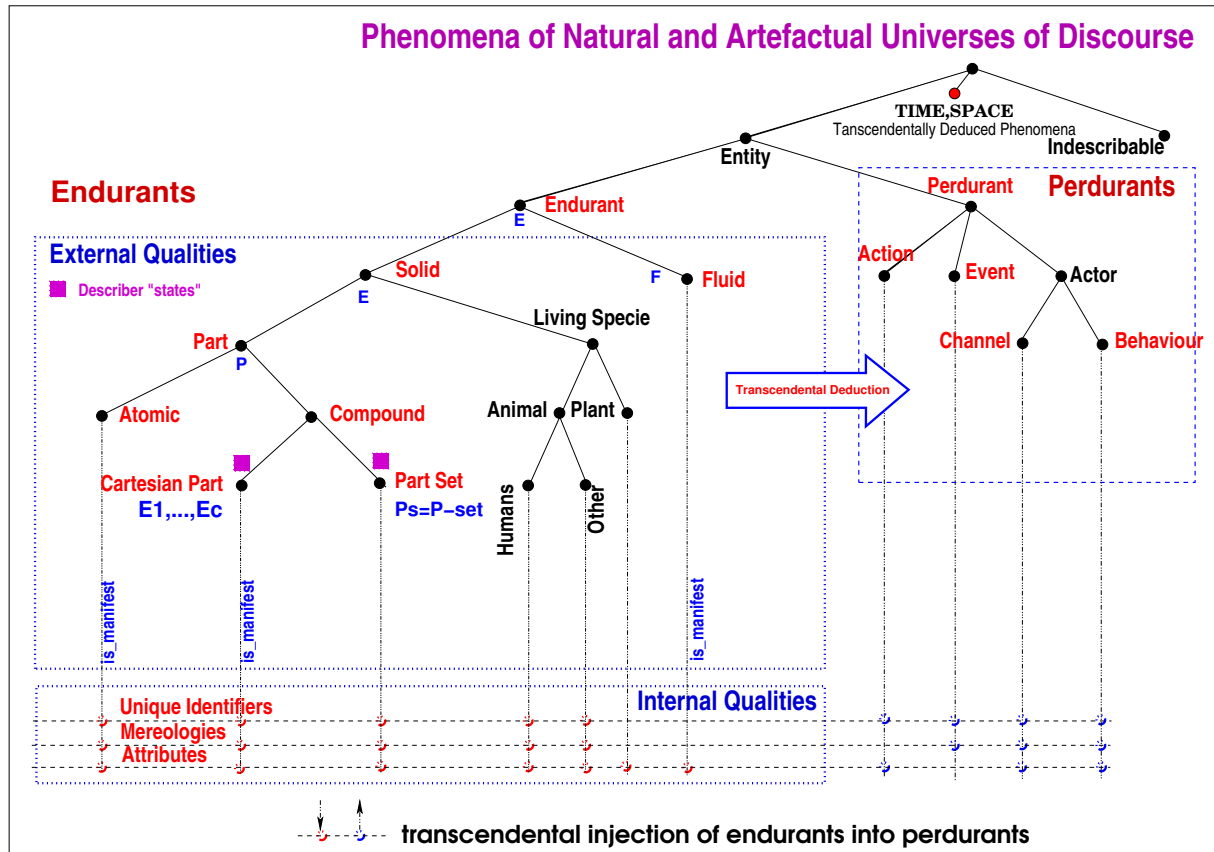 Phenomena of Natural and Artefactual Universes of Discourse
TIME,SPACE
Tanscendentally Deduced Phenomena
Indescribable
Entity
Endurants
Perdurant
Perdurants
Endurant
E
External Qualities
Describer "states"
Solid
E
F
Fluid
Action
Event
Actor
Living Specie
Part
P
Channel
Behaviour
Transcendental Deduction
Atomic
Compound
Animal
Plant
Cartesian Part
E1,...,Ec
Part Set
Ps=P-set
Humans
Other
is_manifest
is_manifest
is_manifest
Internal Qualities
Unique Identifiers
Mereologies
Attributes
transcendental injection of endurants into perdurants